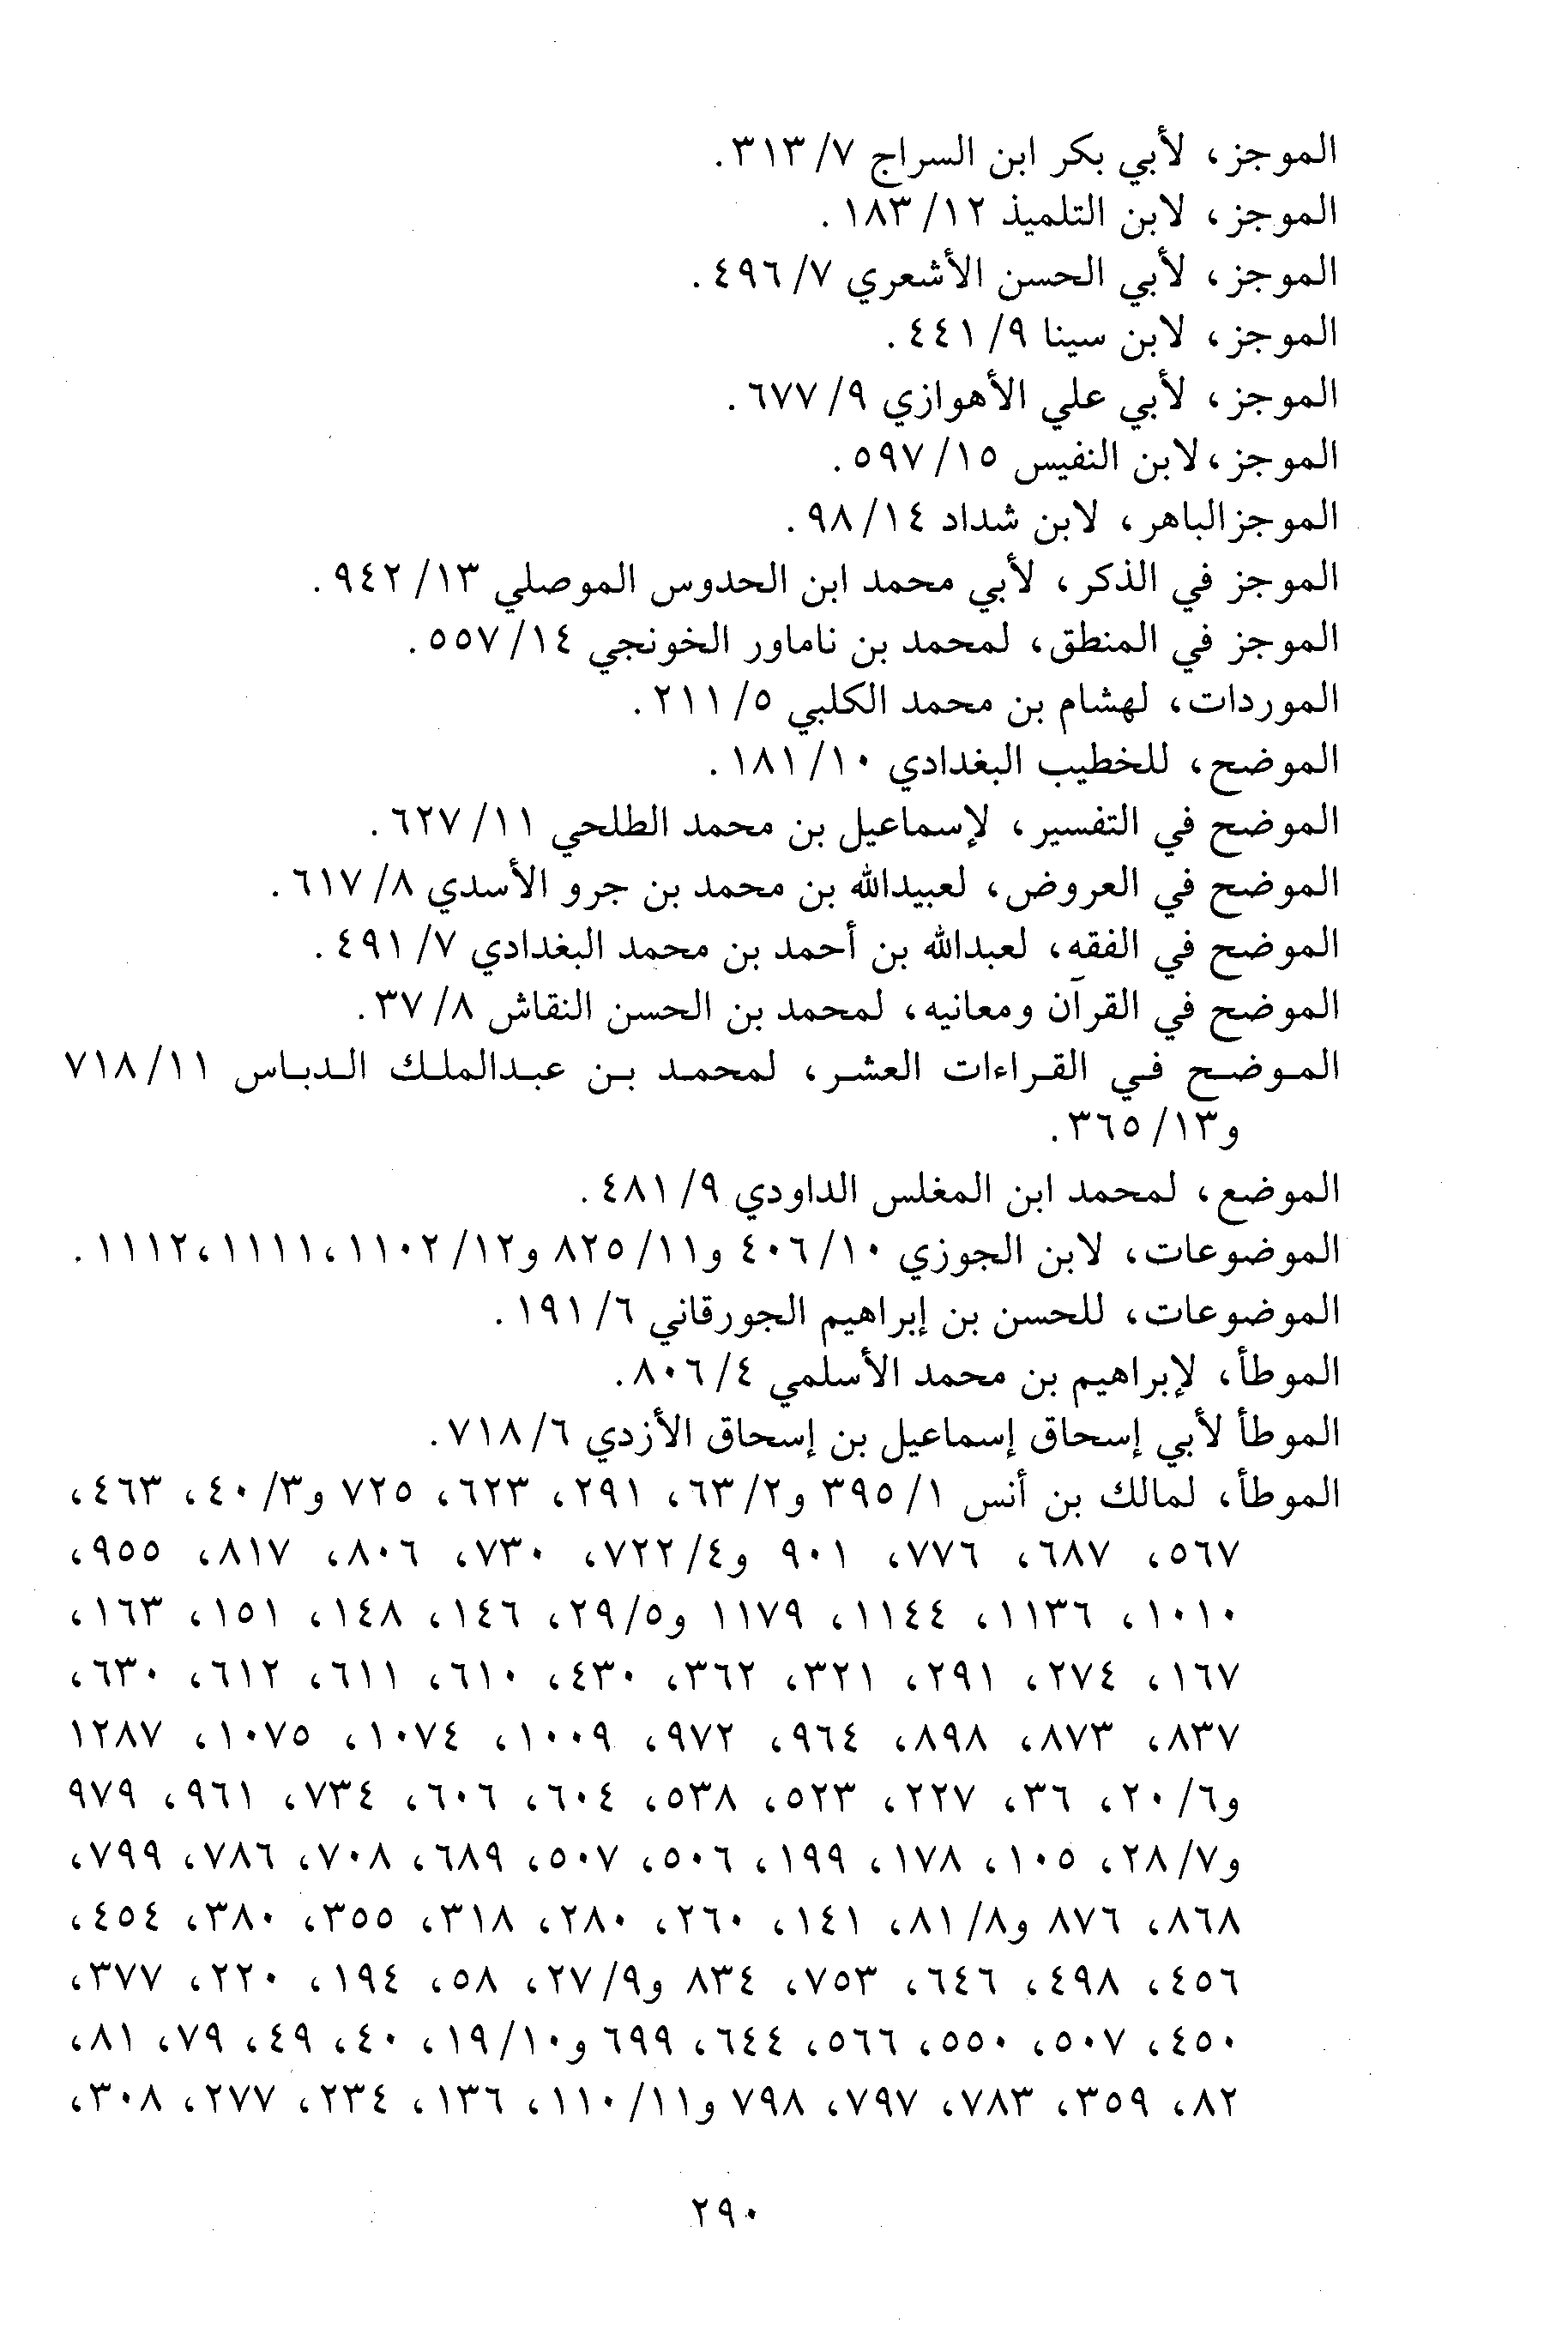 الموجز، لأبي بكر ابن السراج ٧/ ٣١٣.
الموجز، لابن التلميذ ١٢/ ١٨٣.
الموجز، لأبي الحسن الأشعري ٧/ ٤٩٦.
الموجز، لابن سينا ٩/ ٤٤١.
الموجز، لأبي علي الأهوازي ٩/ ٦٧٧.
الموجز،لابن النفيس ١٥/ ٥٩٧.
الموجزالباهر، لابن شداد ١٤/ ٩٨.
الموجز في الذكر، لأبي محمد ابن الحدوس الموصلي ١٣/ ٩٤٢.
الموجز في المنطق، لمحمد بن ناماور الخونجي ١٤/ ٥٥٧.
الموردات، لهشام بن محمد الكلبي ٥/ ٢١١.
الموضح، للخطيب البغدادي ١٠/ ١٨١.
الموضح في التفسير، لإسماعيل بن محمد الطلحي ١١/ ٦٢٧.
الموضح في العروض، لعبيدالله بن محمد بن جرو الأسدي ٨/ ٦١٧.
الموضح في الفقه، لعبدالله بن أحمد بن محمد البغدادي ٧/ ٤٩١.
الموضح في القرآن ومعانيه، لمحمد بن الحسن النقاش ٨/ ٣٧.
الموضح في القراءات العشر، لمحمد بن عبدالملك الدباس ١١/ ٧١٨
و١٣/ ٣٦٥.
الموضع، لمحمد ابن المغلس الداودي ٩/ ٤٨١.
الموضوعات، لابن الجوزي ١٠/ ٤٠٦ و١١/ ٨٢٥ و١٢/ ١١٠٢،١١١١،١١١٢.
الموضوعات، للحسن بن إبراهيم الجورقاني ٦/ ١٩١.
الموطأ، لإبراهيم بن محمد الأسلمي ٤/ ٨٠٦.
الموطأ لأبي إسحاق إسماعيل بن إسحاق الأزدي ٦/ ٧١٨.
الموطأ، لمالك بن أنس ١/ ٣٩٥ و٢/ ٦٣، ٢٩١، ٦٢٣، ٧٢٥ و٣/ ٤٠، ٤٦٣،
٥٦٧، ٦٨٧، ٧٧٦، ٩٠١ و٤/ ٧٢٢، ٧٣٠، ٨٠٦، ٨١٧، ٩٥٥،
١٠١٠، ١١٣٦، ١١٤٤، ١١٧٩ و٥/ ٢٩، ١٤٦، ١٤٨، ١٥١، ١٦٣،
١٦٧، ٢٧٤، ٢٩١، ٣٢١، ٣٦٢، ٤٣٠، ٦١٠، ٦١١، ٦١٢، ٦٣٠،
٨٣٧، ٨٧٣، ٨٩٨، ٩٦٤، ٩٧٢، ١٠٠٩، ١٠٧٤، ١٠٧٥، ١٢٨٧
و٦/ ٢٠، ٣٦، ٢٢٧، ٥٢٣، ٥٣٨، ٦٠٤، ٦٠٦، ٧٣٤، ٩٦١، ٩٧٩
و٧/ ٢٨، ١٠٥، ١٧٨، ١٩٩، ٥٠٦، ٥٠٧، ٦٨٩، ٧٠٨، ٧٨٦، ٧٩٩،
٨٦٨، ٨٧٦ و٨/ ٨١، ١٤١، ٢٦٠، ٢٨٠، ٣١٨، ٣٥٥، ٣٨٠، ٤٥٤،
٤٥٦، ٤٩٨، ٦٤٦، ٧٥٣، ٨٣٤ و٩/ ٢٧، ٥٨، ١٩٤، ٢٢٠، ٣٧٧،
٤٥٠، ٥٠٧، ٥٥٠، ٥٦٦، ٦٤٤، ٦٩٩ و١٠/ ١٩، ٤٠، ٤٩، ٧٩، ٨١،
٨٢، ٣٥٩، ٧٨٣، ٧٩٧، ٧٩٨ و١١/ ١١٠، ١٣٦، ٢٣٤، ٢٧٧، ٣٠٨،
٢٩٠